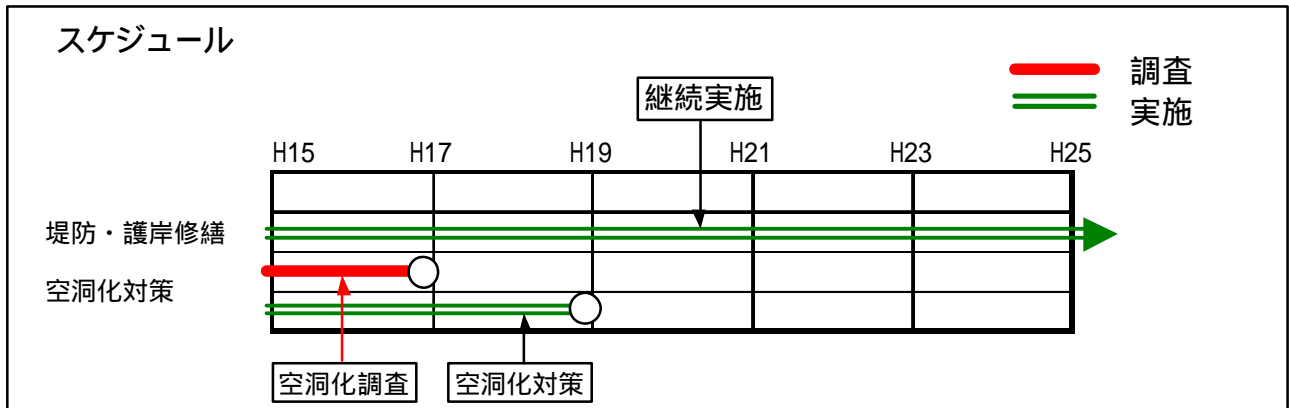 スケジュール
調査
実施
継続実施
H15 H17 H19 H21 H23 H25
堤防・護岸修繕
空洞化対策
空洞化調査 空洞化対策